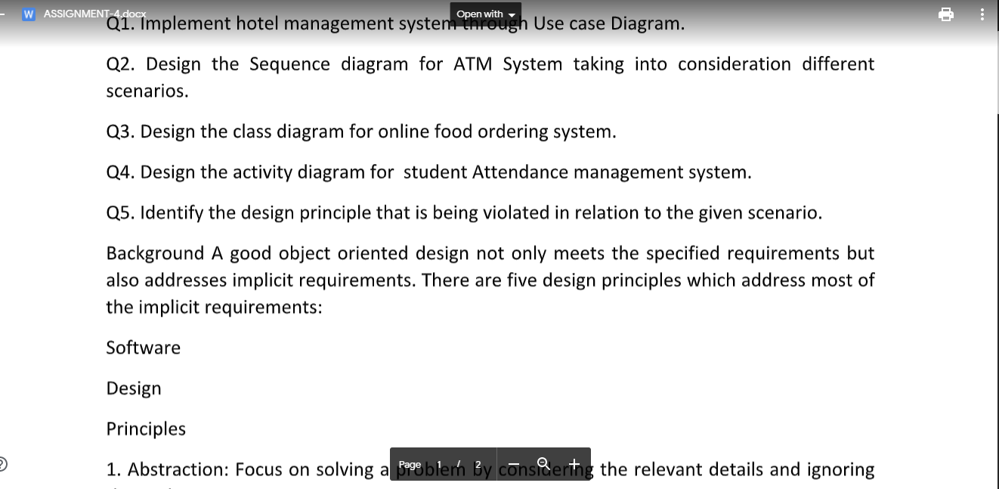 W ASSIGNMENT-4.docx
Open with
Q1. Implement hotel management system through Use case Diagram.
Q2. Design the Sequence diagram for ATM System taking into consideration different
scenarios.
Q3. Design the class diagram for online food ordering system.
Q4. Design the activity diagram for student Attendance management system.
Q5. Identify the design principle that is being violated in relation to the given scenario.
Background A good object oriented design not only meets the specified requirements but
also addresses implicit requirements. There are five design principles which address most of
the implicit requirements:
Software
Design
Principles
1. Abstraction: Focus on solving a problem by considering the relevant details and ignoring
Page 1 / 2